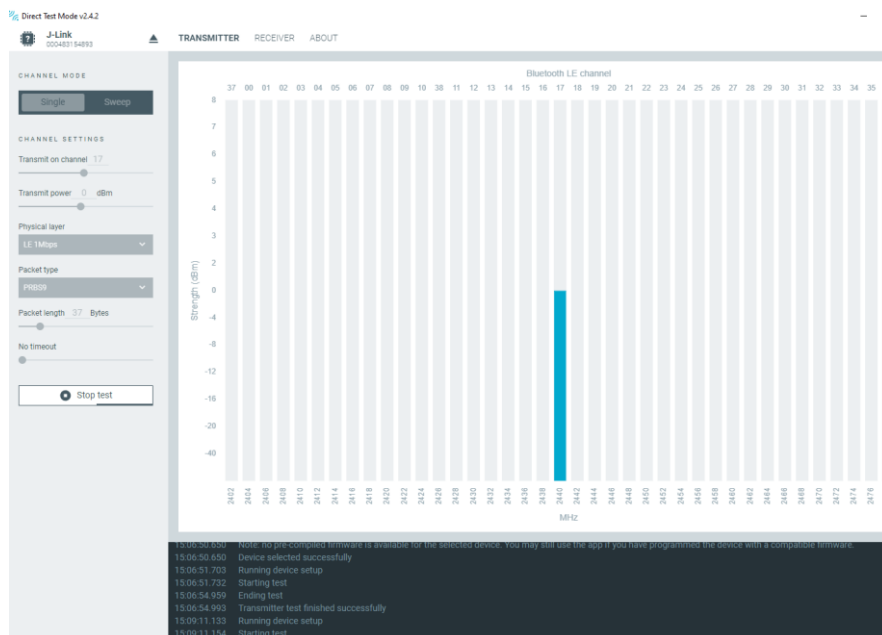 Direct Test Mode v2.4.2
J-Link
000483154893
TRANSMITTER RECEIVER ABOUT
CHANNEL MODE
Single Sweep
CHANNEL SETTINGS
Transmit on channel 17
Transmit power 0 dBm
Physical layer
LE 1Mbps
Packet type
PRBS9
Packet length 37 Bytes
No timeout
Stop test
Bluetooth LE channel
37 00 01 02 03 04 05 06 07 08 09 10 38 11 12 13 14 15 16 17 18 19 20 21 22 23 24 25 26 27 28 29 30 31 32 33 34 35
8
7
6
5
4
3
2
0
-4
-8
-12
-16
-20
-40
Strength (dBm)
2402 2404 2406 2408 2410 2412 2414 2416 2418 2420 2422 2424 2426 2428 2430 2432 2434 2436 2438 2440 2442 2444 2446 2448 2450 2452 2454 2456 2458 2460 2462 2464 2466 2468 2470 2472 2474 2476
MHz
15:06:50.650 Note: no pre-compiled firmware is available for the selected device. You may still use the app if you have programmed the device with a compatible firmware.
15:06:50.650 Device selected successfully
15:06:51.703 Running device setup
15:06:51.732 Starting test
15:06:54.959 Ending test
15:06:54.993 Transmitter test finished successfully
15:09:11.133 Running device setup
15:09:11.154 Starting test